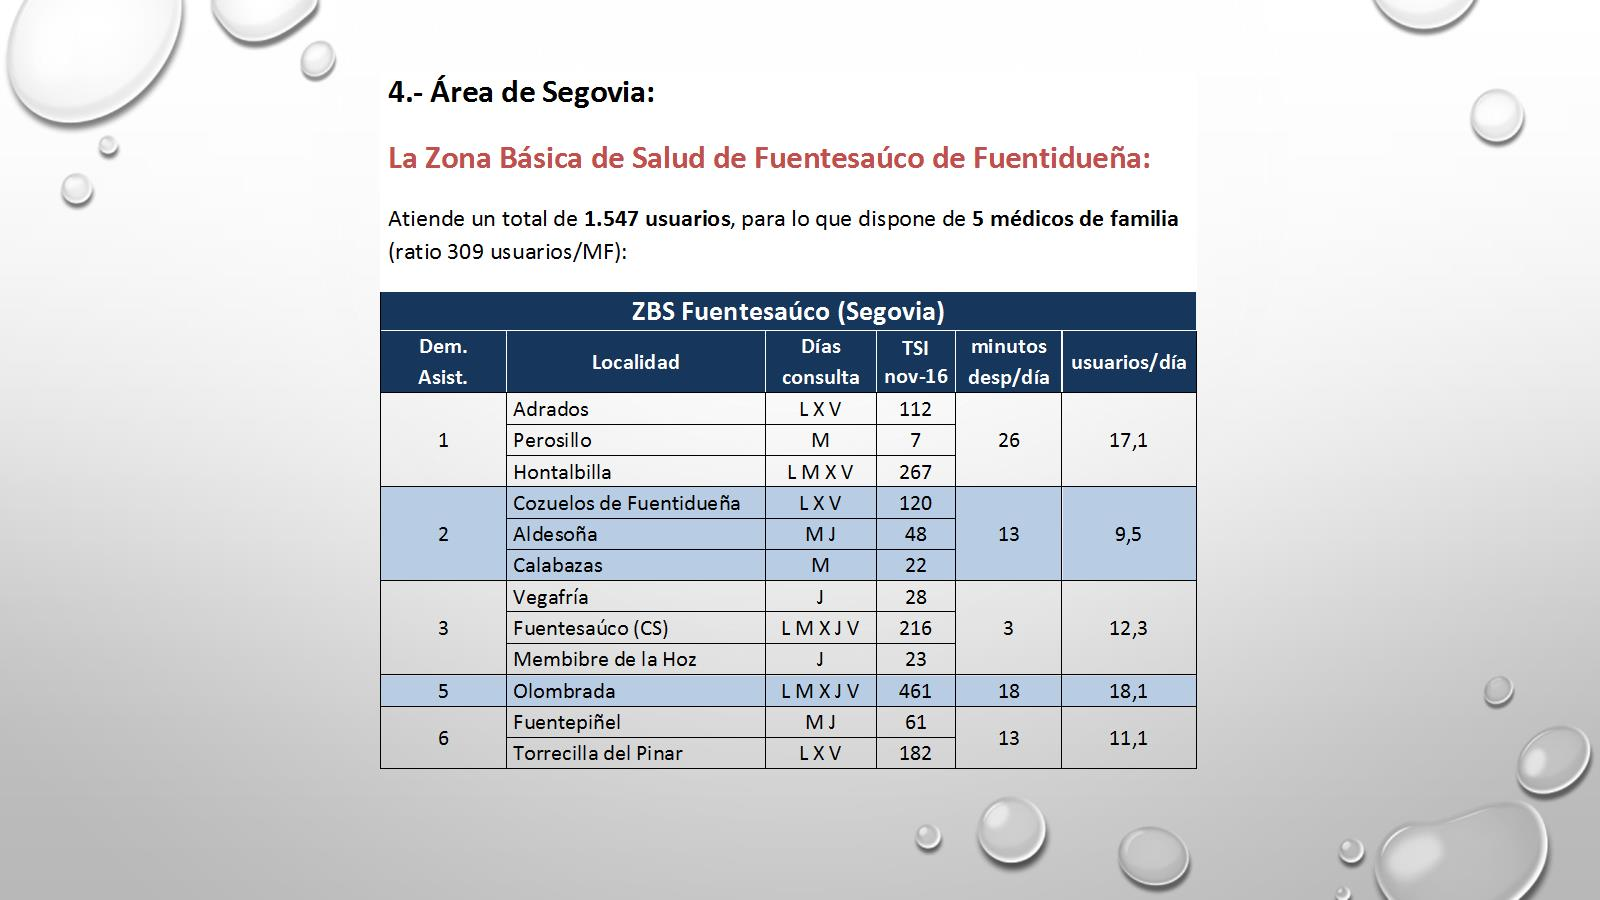 4.- Área de Segovia:
La Zona Básica de Salud de Fuentesaúco de Fuentidueña:
Atiende un total de 1.547 usuarios, para lo que dispone de 5 médicos de familia
(ratio 309 usuarios/MF):
ZBS Fuentesaúco (Segovia)
Dem. Asist. Localidad Días consulta TSI nov-16 minutos desp/día usuarios/día
1 Adrados L X V 112 26 17,1
Perosillo M 7
Hontalbilla L M X V 267
2 Cozuelos de Fuentidueña L X V 120 13 9,5
Aldesoña M J 48
Calabazas M 22
3 Vegafría J 28 3 12,3
Fuentesaúco (CS) L M X J V 216
Membibre de la Hoz J 23
5 Olombrada L M X J V 461 18 18,1
6 Fuentepiñel M J 61 13 11,1
Torrecilla del Pinar L X V 182